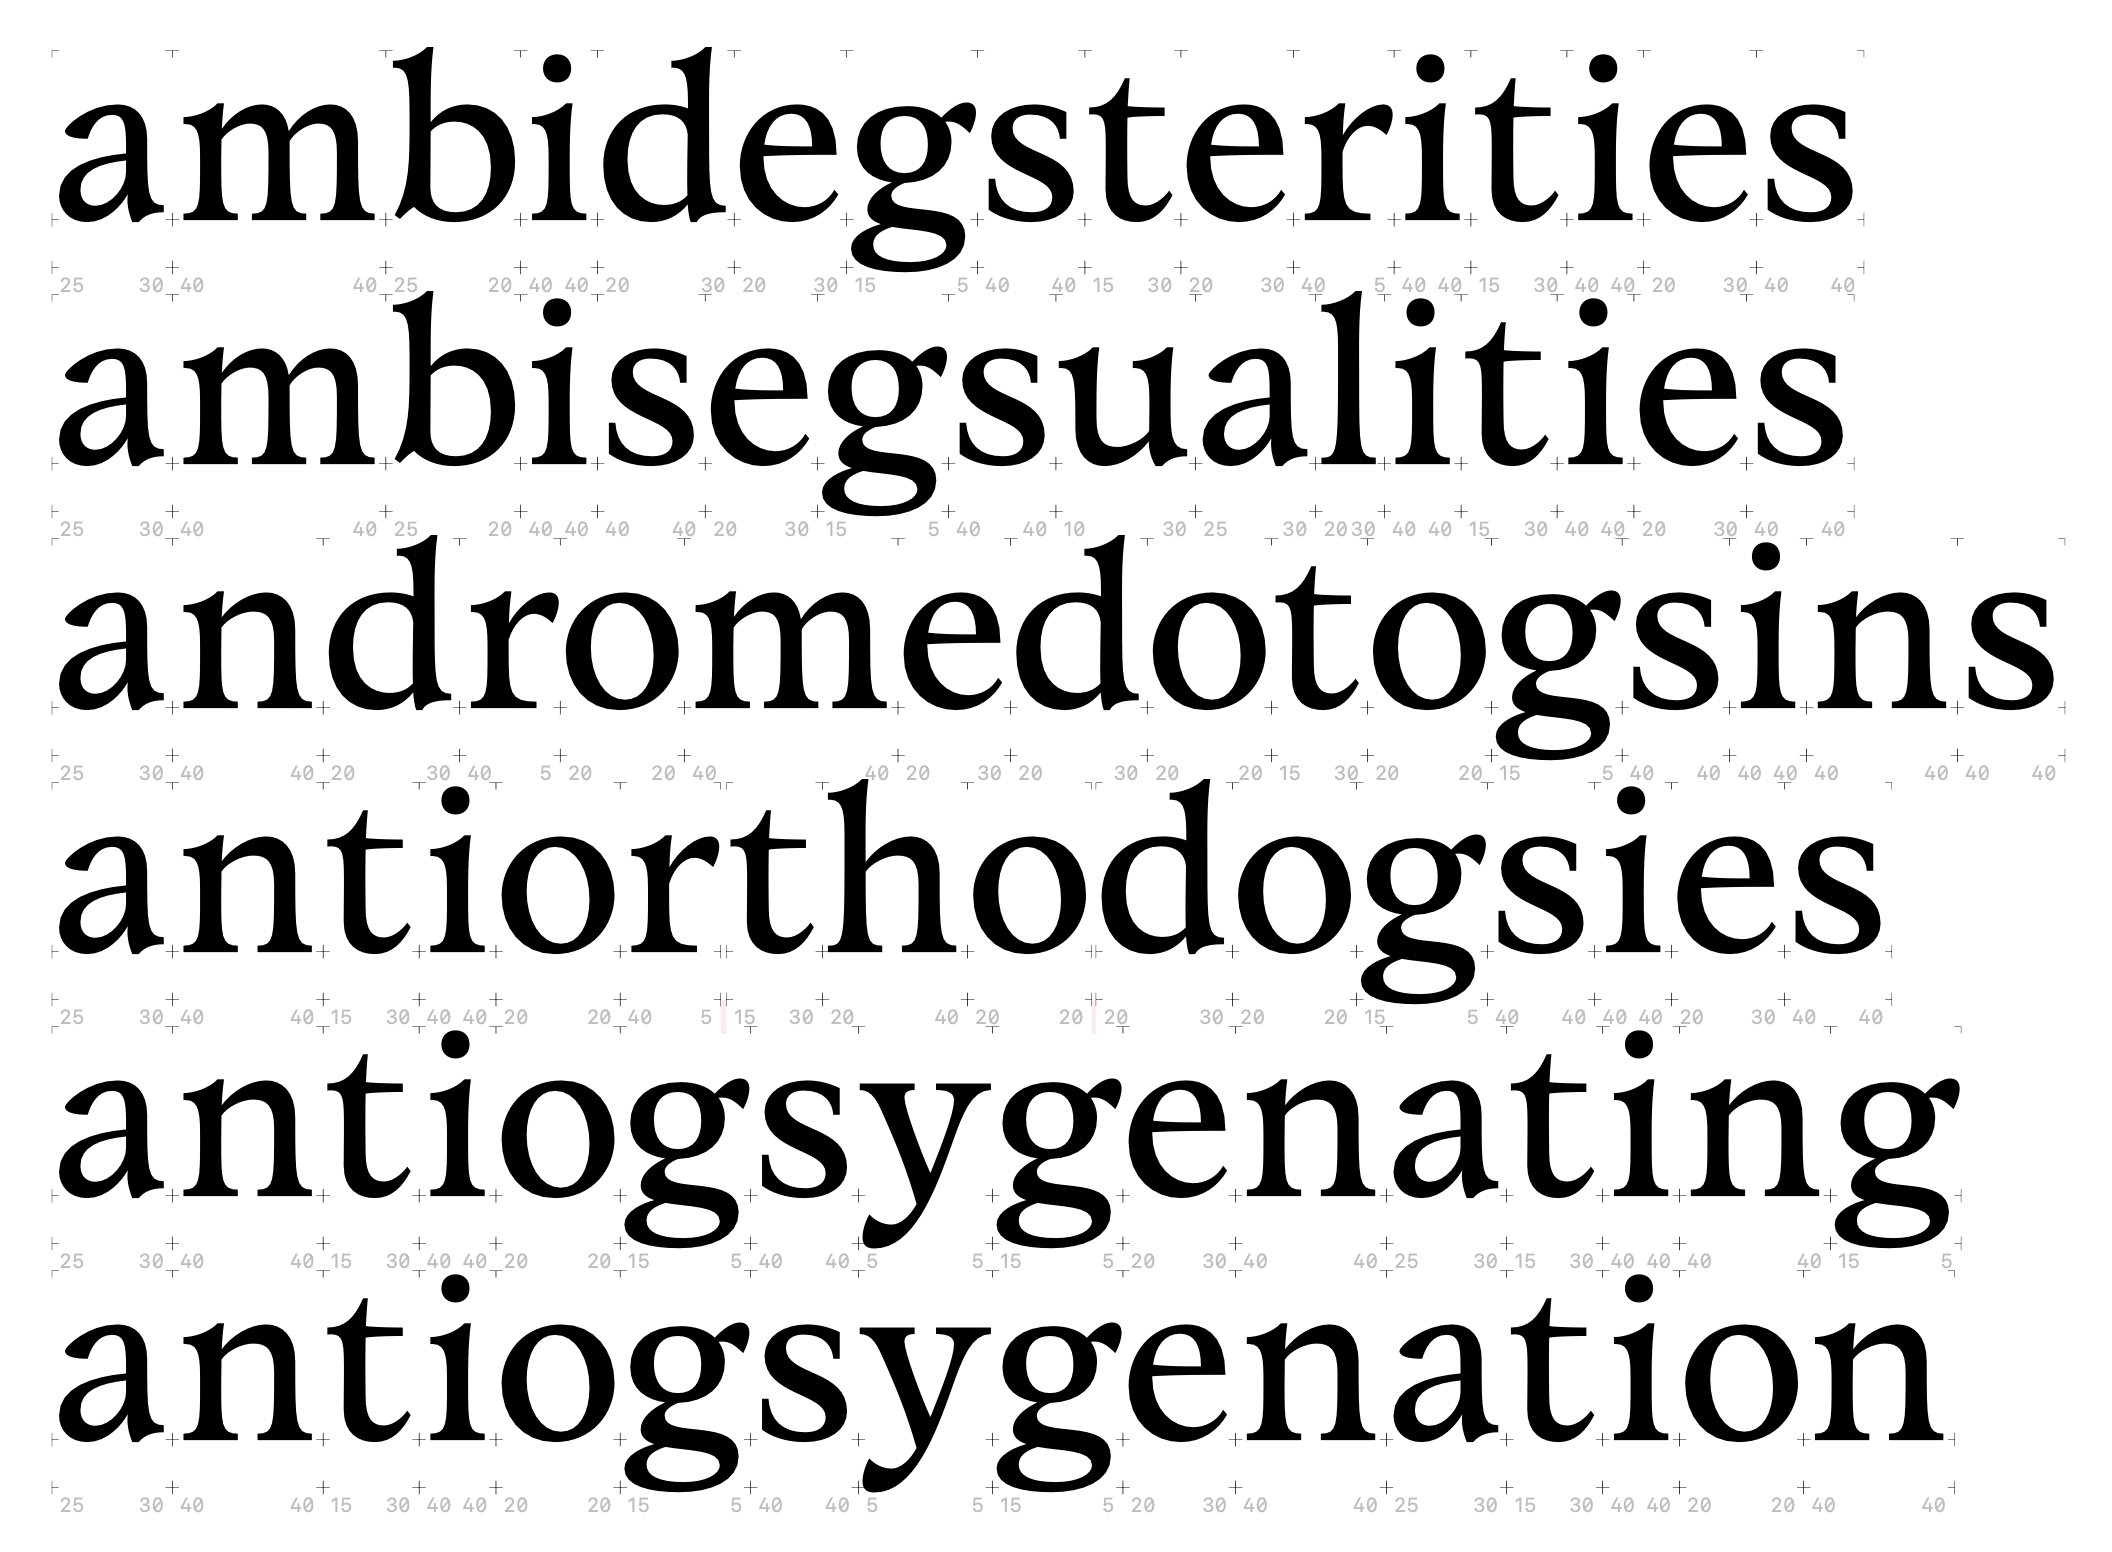 ambidegsterities
25 30 40 40 25 20 40 40 20 30 20 30 15 5 40 40 15 30 20 30 40 5 40 40 15 30 40 40 20 30 40 40
ambisegsualities
25 30 40 40 25 20 40 40 40 40 20 30 15 5 40 40 10 30 25 30 20 30 40 40 15 30 40 40 20 30 40 40
andromedotogsins
25 30 40 40 20 30 40 5 20 20 40 40 20 30 20 30 20 20 15 30 20 20 15 5 40 40 40 40 40 40 40 40
antiorthodogsies
25 30 40 40 15 30 40 40 20 20 40 5 15 30 20 40 20 20 20 30 20 20 15 5 40 40 40 40 20 30 40 40
antiogsygenating
25 30 40 40 15 30 40 40 20 20 15 5 40 40 5 5 15 5 20 30 40 40 25 30 15 30 40 40 40 40 15 5
antiogsygenation
25 30 40 40 15 30 40 40 20 20 15 5 40 40 5 5 15 5 20 30 40 40 25 30 15 30 40 40 20 20 40 40